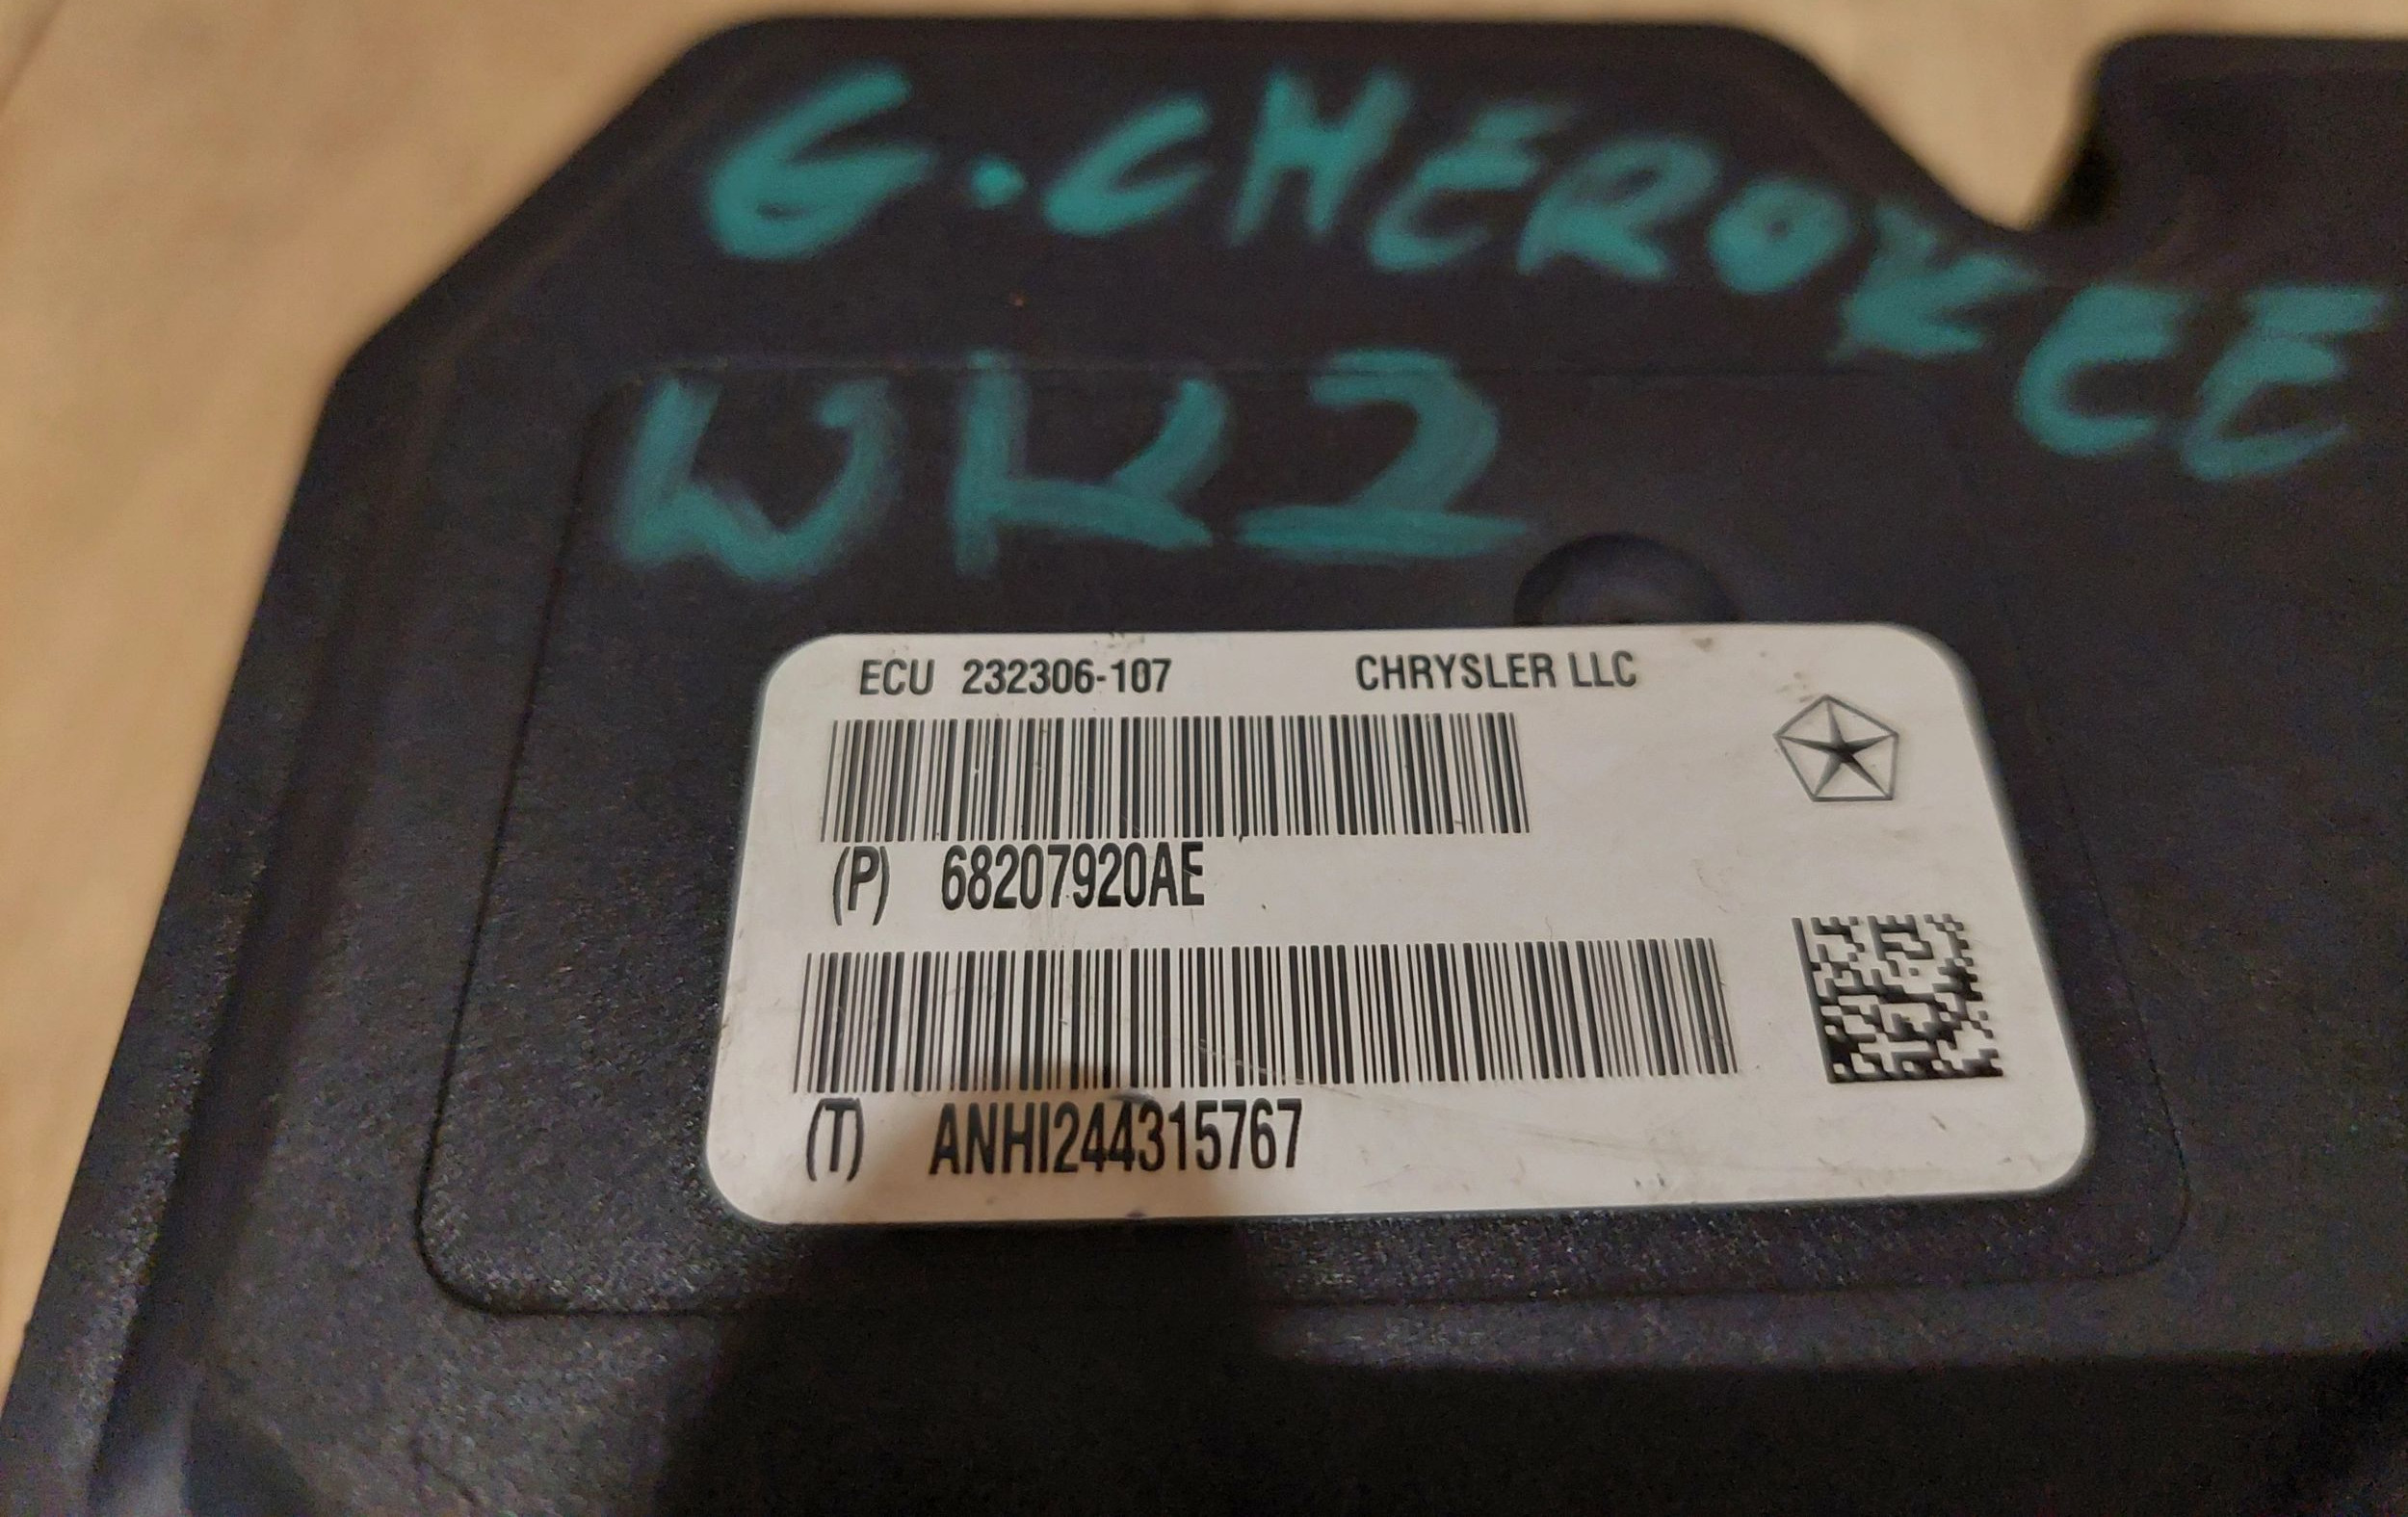 G.CHEROKEE
WK2
ECU 232306-107 CHRYSLER LLC
(P) 68207920AE
(T) ANHI244315767